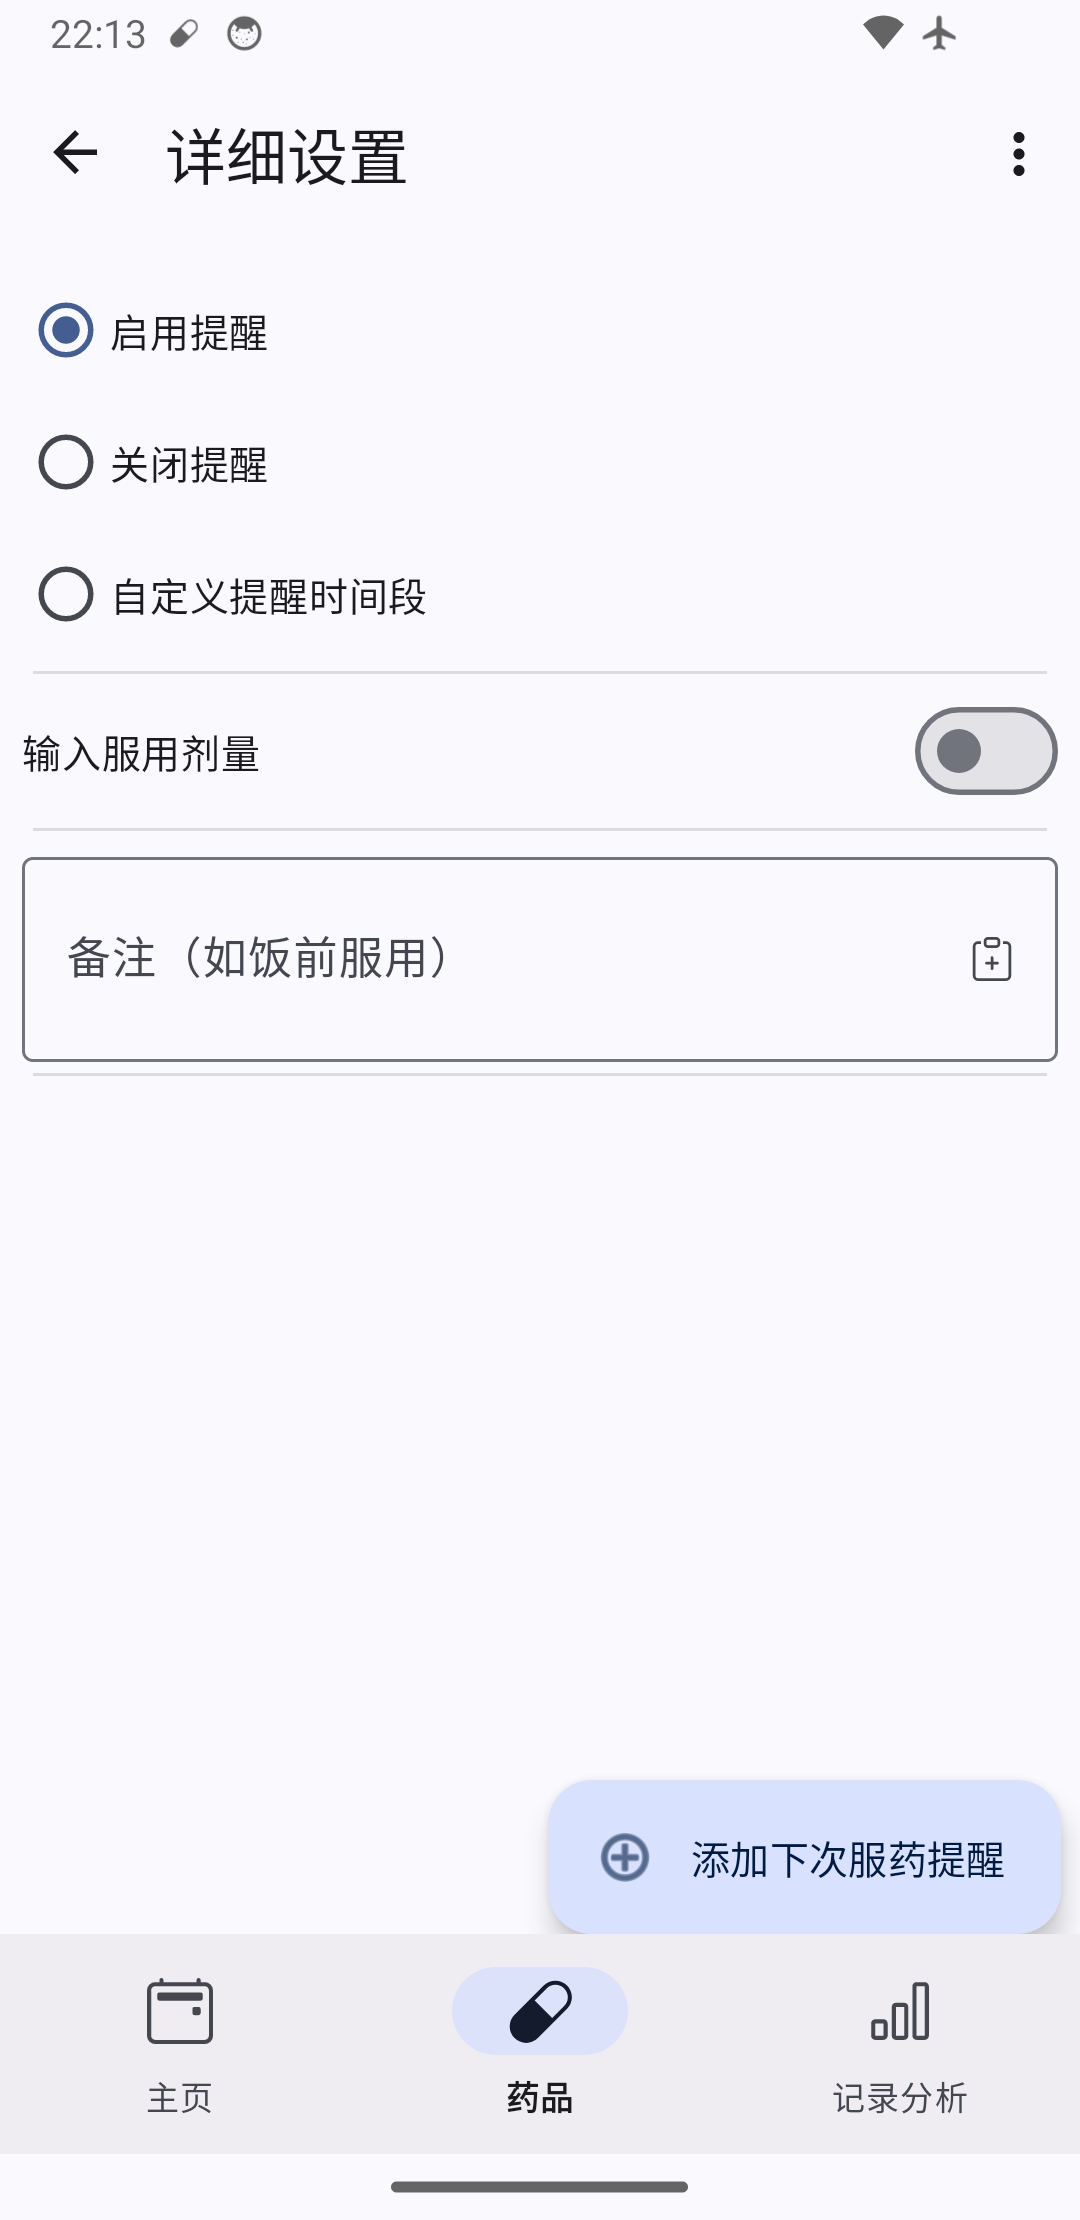 22:13
详细设置
启用提醒
关闭提醒
自定义提醒时间段
输入服用剂量
备注（如饭前服用）
添加下次服药提醒
主页
药品
记录分析